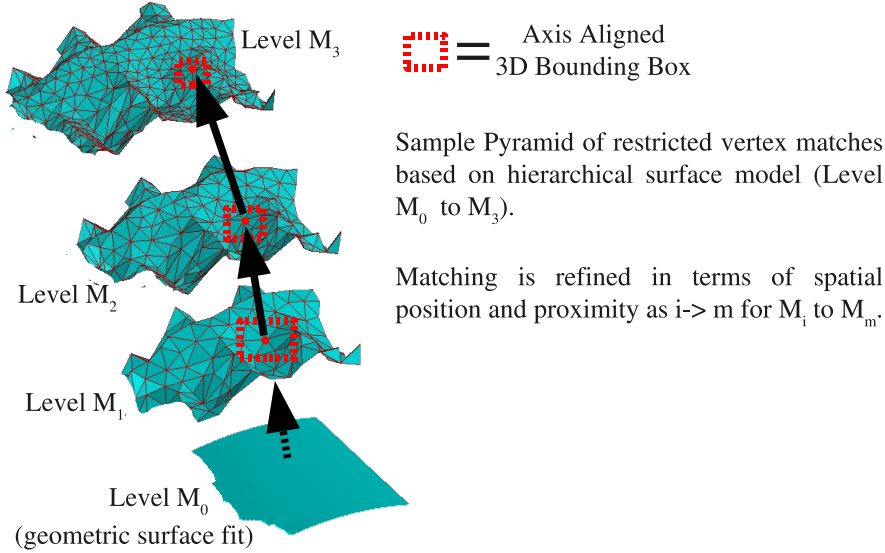 Level M₃
Axis Aligned
3D Bounding Box
Sample Pyramid of restricted vertex matches
based on hierarchical surface model (Level
M₀ to M₃).
Matching is refined in terms of spatial
position and proximity as i-> m for Mᵢ to Mₘ.
Level M₂
Level M₁
Level M₀
(geometric surface fit)